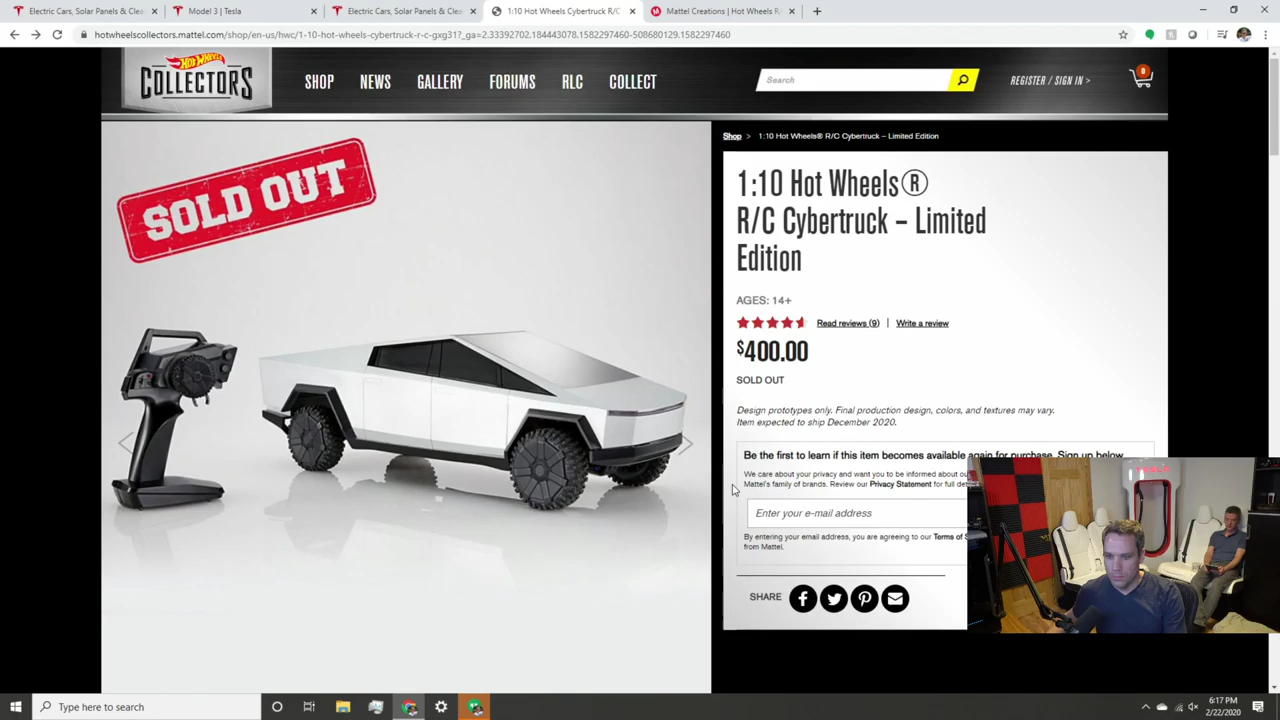 Electric Cars, Solar Panels & Cle
Model 3 | Tesla
Electric Cars, Solar Panels & Cle
1:10 Hot Wheels Cybertruck R/C
Mattel Creations | Hot Wheels R
hotwheelscollectors.mattel.com/shop/en-us/hwc/1-10-hot-wheels-cybertruck-r-c-gxg31?_ga=2.33392702.184443078.1582297460-508680129.1582297460
Hot Wheels
COLLECTORS
SHOP
NEWS
GALLERY
FORUMS
RLC
COLLECT
Search
REGISTER / SIGN IN >
0
SOLD OUT
Shop > 1:10 Hot Wheels® R/C Cybertruck – Limited Edition
1:10 Hot Wheels®
R/C Cybertruck – Limited
Edition
AGES: 14+
Read reviews (9) | Write a review
$400.00
SOLD OUT
Design prototypes only. Final production design, colors, and textures may vary.
Item expected to ship December 2020.
Be the first to learn if this item becomes available again for purchase. Sign up below
We care about your privacy and want you to be informed about ou
Mattel's family of brands. Review our Privacy Statement for full de
Enter your e-mail address
By entering your email address, you are agreeing to our Terms of S
from Mattel.
SHARE
TESLA
Type here to search
6:17 PM
2/22/2020